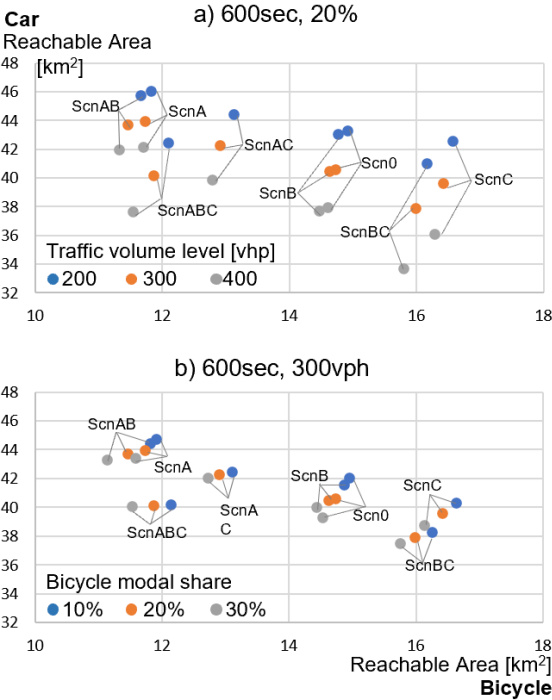 a) 600sec, 20%
Car
Reachable Area
[km²]
48
46
44
42
40
38
36
34
32
ScnAB
ScnA
ScnAC
ScnABC
Scn0
ScnB
ScnC
ScnBC
Traffic volume level [vhp]
200 300 400
10 12 14 16 18
b) 600sec, 300vph
48
46
44
42
40
38
36
34
32
ScnAB
ScnA
ScnA
C
ScnABC
ScnB
Scn0
ScnC
ScnBC
Bicycle modal share
10% 20% 30%
10 12 14 16 18
Reachable Area [km²]
Bicycle